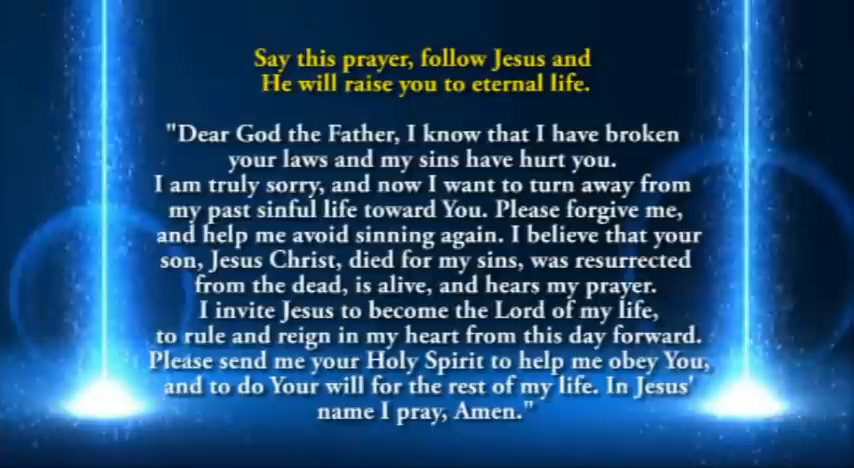 Say this prayer, follow Jesus and
He will raise you to eternal life.
"Dear God the Father, I know that I have broken
your laws and my sins have hurt you.
I am truly sorry, and now I want to turn away from
my past sinful life toward You. Please forgive me,
and help me avoid sinning again. I believe that your
son, Jesus Christ, died for my sins, was resurrected
from the dead, is alive, and hears my prayer.
I invite Jesus to become the Lord of my life,
to rule and reign in my heart from this day forward.
Please send me your Holy Spirit to help me obey You,
and to do Your will for the rest of my life. In Jesus'
name I pray, Amen."